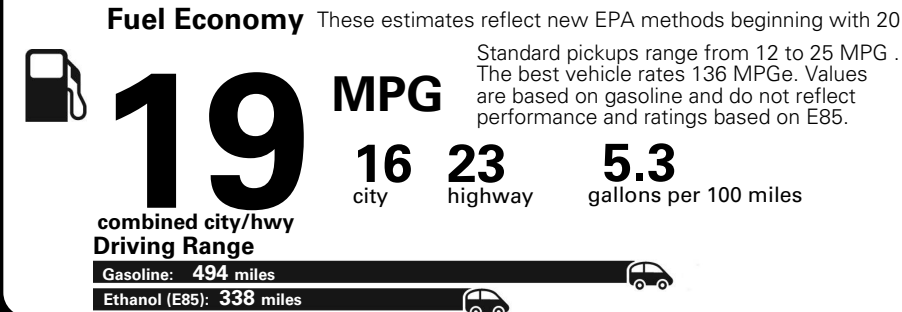 Fuel Economy These estimates reflect new EPA methods beginning with 20
Standard pickups range from 12 to 25 MPG .
The best vehicle rates 136 MPGe. Values
are based on gasoline and do not reflect
performance and ratings based on E85.
19 MPG
16 23 5.3
city highway gallons per 100 miles
combined city/hwy
Driving Range
Gasoline: 494 miles
Ethanol (E85): 338 miles